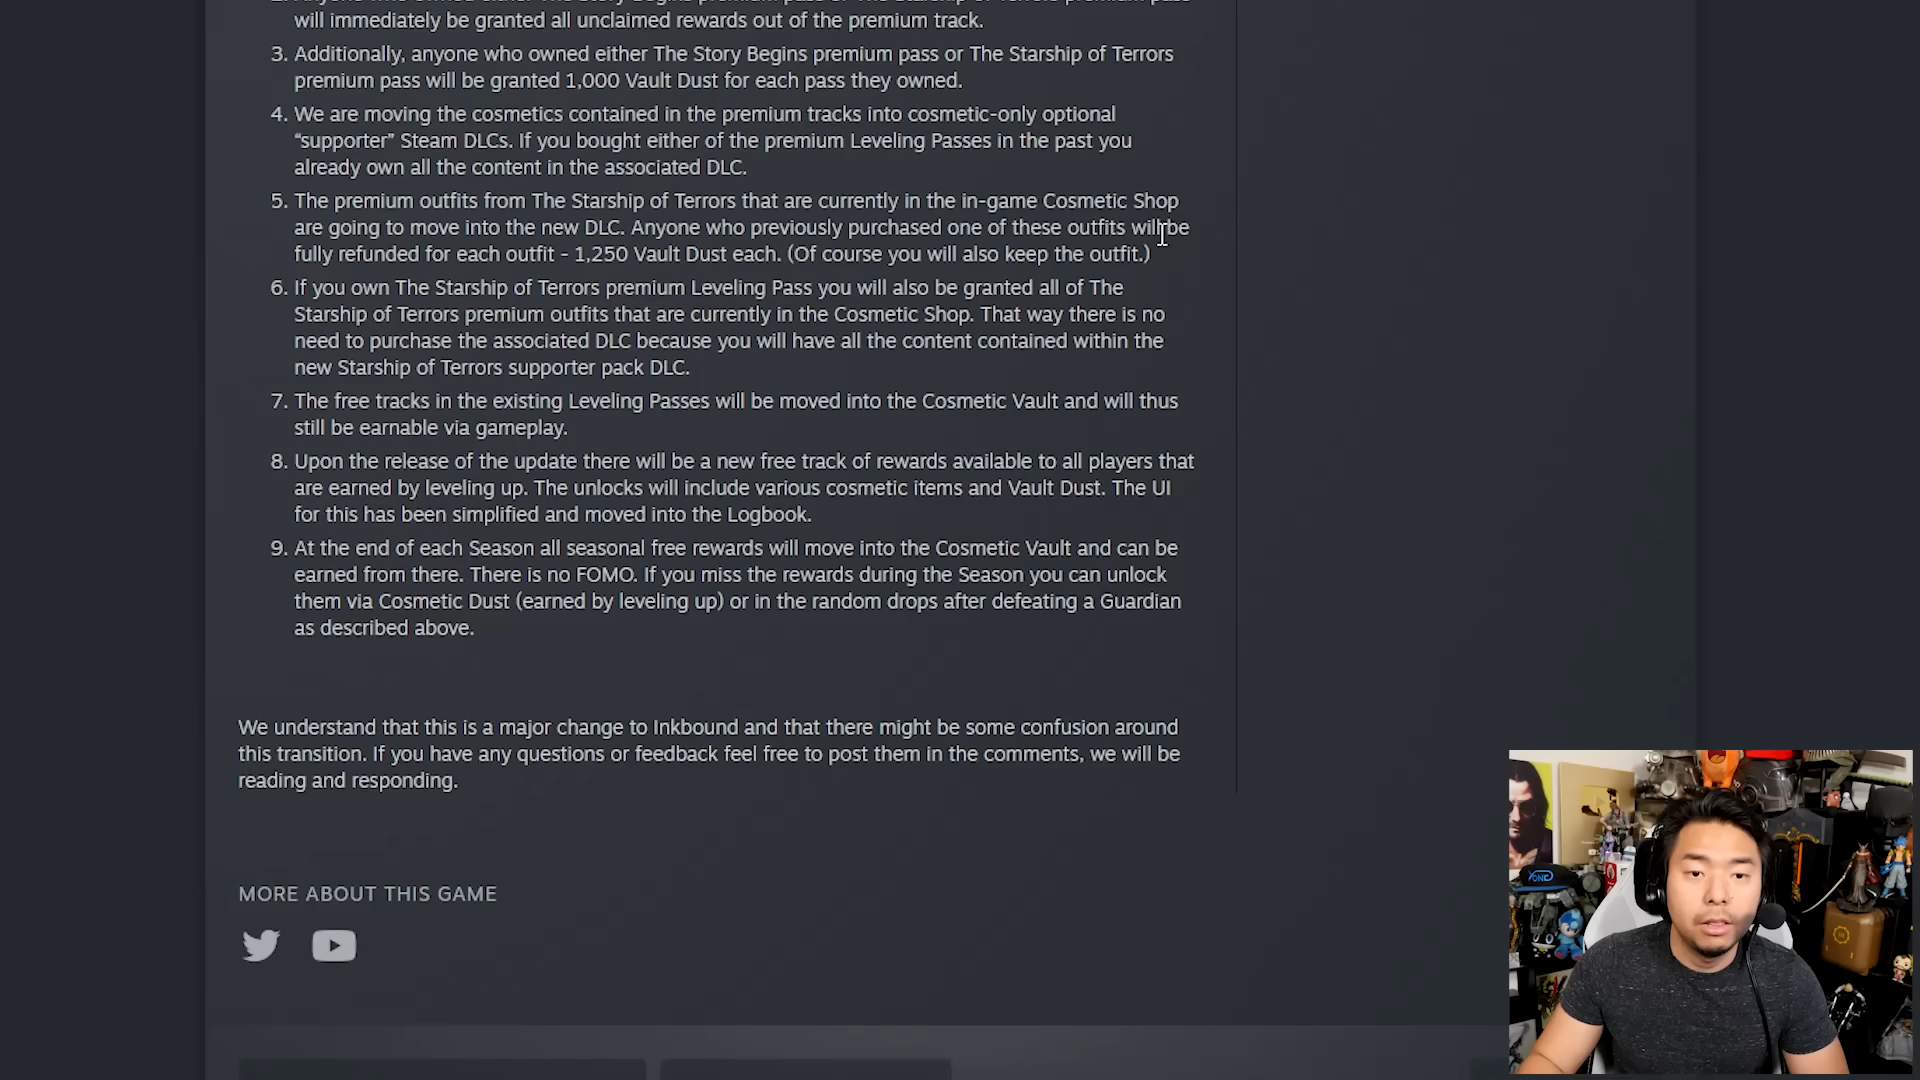 will immediately be granted all unclaimed rewards out of the premium track.
3. Additionally, anyone who owned either The Story Begins premium pass or The Starship of Terrors
premium pass will be granted 1,000 Vault Dust for each pass they owned.
4. We are moving the cosmetics contained in the premium tracks into cosmetic-only optional
“supporter” Steam DLCs. If you bought either of the premium Leveling Passes in the past you
already own all the content in the associated DLC.
5. The premium outfits from The Starship of Terrors that are currently in the in-game Cosmetic Shop
are going to move into the new DLC. Anyone who previously purchased one of these outfits will be
fully refunded for each outfit - 1,250 Vault Dust each. (Of course you will also keep the outfit.)
6. If you own The Starship of Terrors premium Leveling Pass you will also be granted all of The
Starship of Terrors premium outfits that are currently in the Cosmetic Shop. That way there is no
need to purchase the associated DLC because you will have all the content contained within the
new Starship of Terrors supporter pack DLC.
7. The free tracks in the existing Leveling Passes will be moved into the Cosmetic Vault and will thus
still be earnable via gameplay.
8. Upon the release of the update there will be a new free track of rewards available to all players that
are earned by leveling up. The unlocks will include various cosmetic items and Vault Dust. The UI
for this has been simplified and moved into the Logbook.
9. At the end of each Season all seasonal free rewards will move into the Cosmetic Vault and can be
earned from there. There is no FOMO. If you miss the rewards during the Season you can unlock
them via Cosmetic Dust (earned by leveling up) or in the random drops after defeating a Guardian
as described above.
We understand that this is a major change to Inkbound and that there might be some confusion around
this transition. If you have any questions or feedback feel free to post them in the comments, we will be
reading and responding.
MORE ABOUT THIS GAME